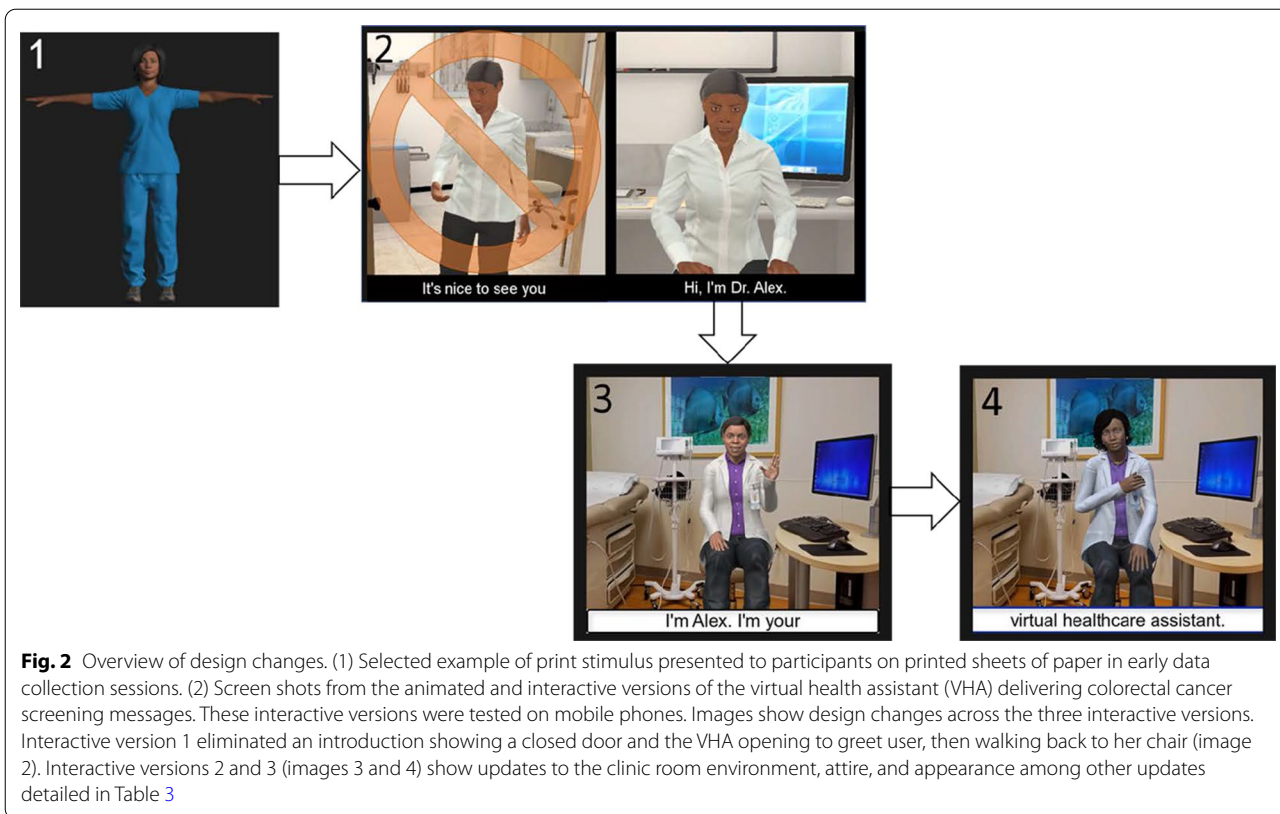 1
2
It's nice to see you
Hi, I'm Dr. Alex.
3
I'm Alex. I'm your
4
virtual healthcare assistant.
Fig. 2 Overview of design changes. (1) Selected example of print stimulus presented to participants on printed sheets of paper in early data
collection sessions. (2) Screen shots from the animated and interactive versions of the virtual health assistant (VHA) delivering colorectal cancer
screening messages. These interactive versions were tested on mobile phones. Images show design changes across the three interactive versions.
Interactive version 1 eliminated an introduction showing a closed door and the VHA opening to greet user, then walking back to her chair (image
2). Interactive versions 2 and 3 (images 3 and 4) show updates to the clinic room environment, attire, and appearance among other updates
detailed in Table 3